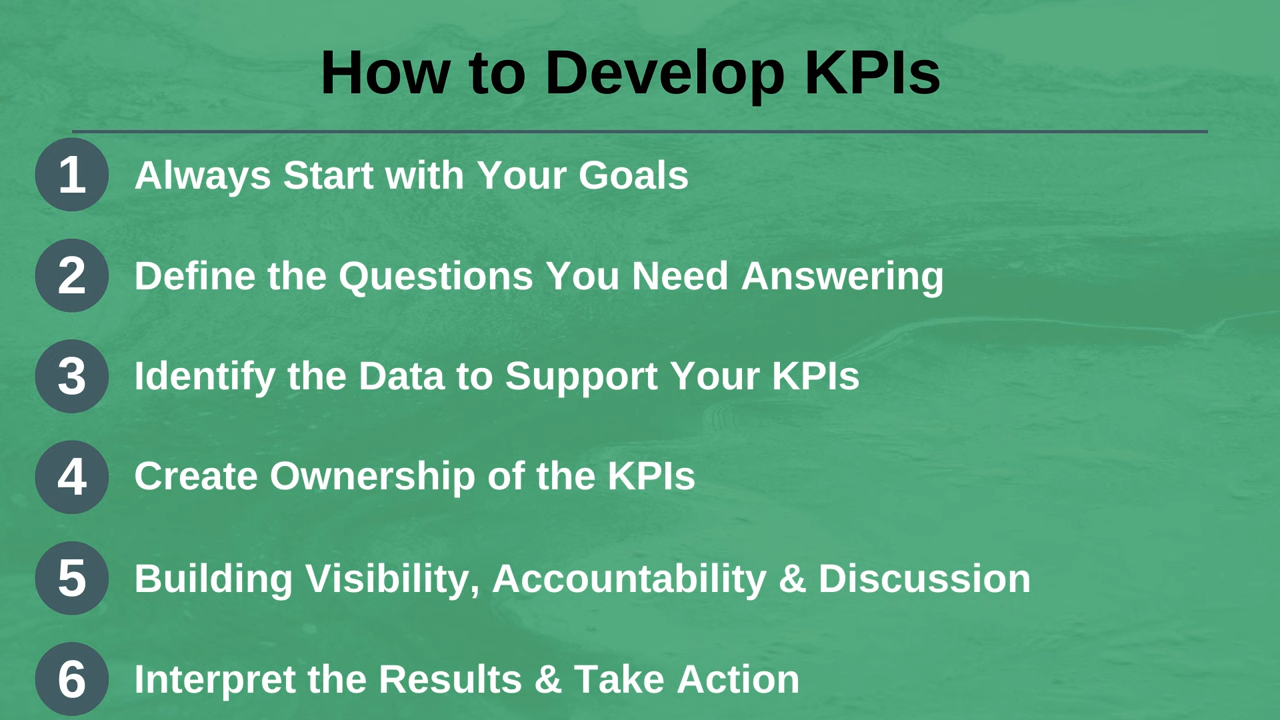 How to Develop KPIs
1 Always Start with Your Goals
2 Define the Questions You Need Answering
3 Identify the Data to Support Your KPIs
4 Create Ownership of the KPIs
5 Building Visibility, Accountability & Discussion
6 Interpret the Results & Take Action